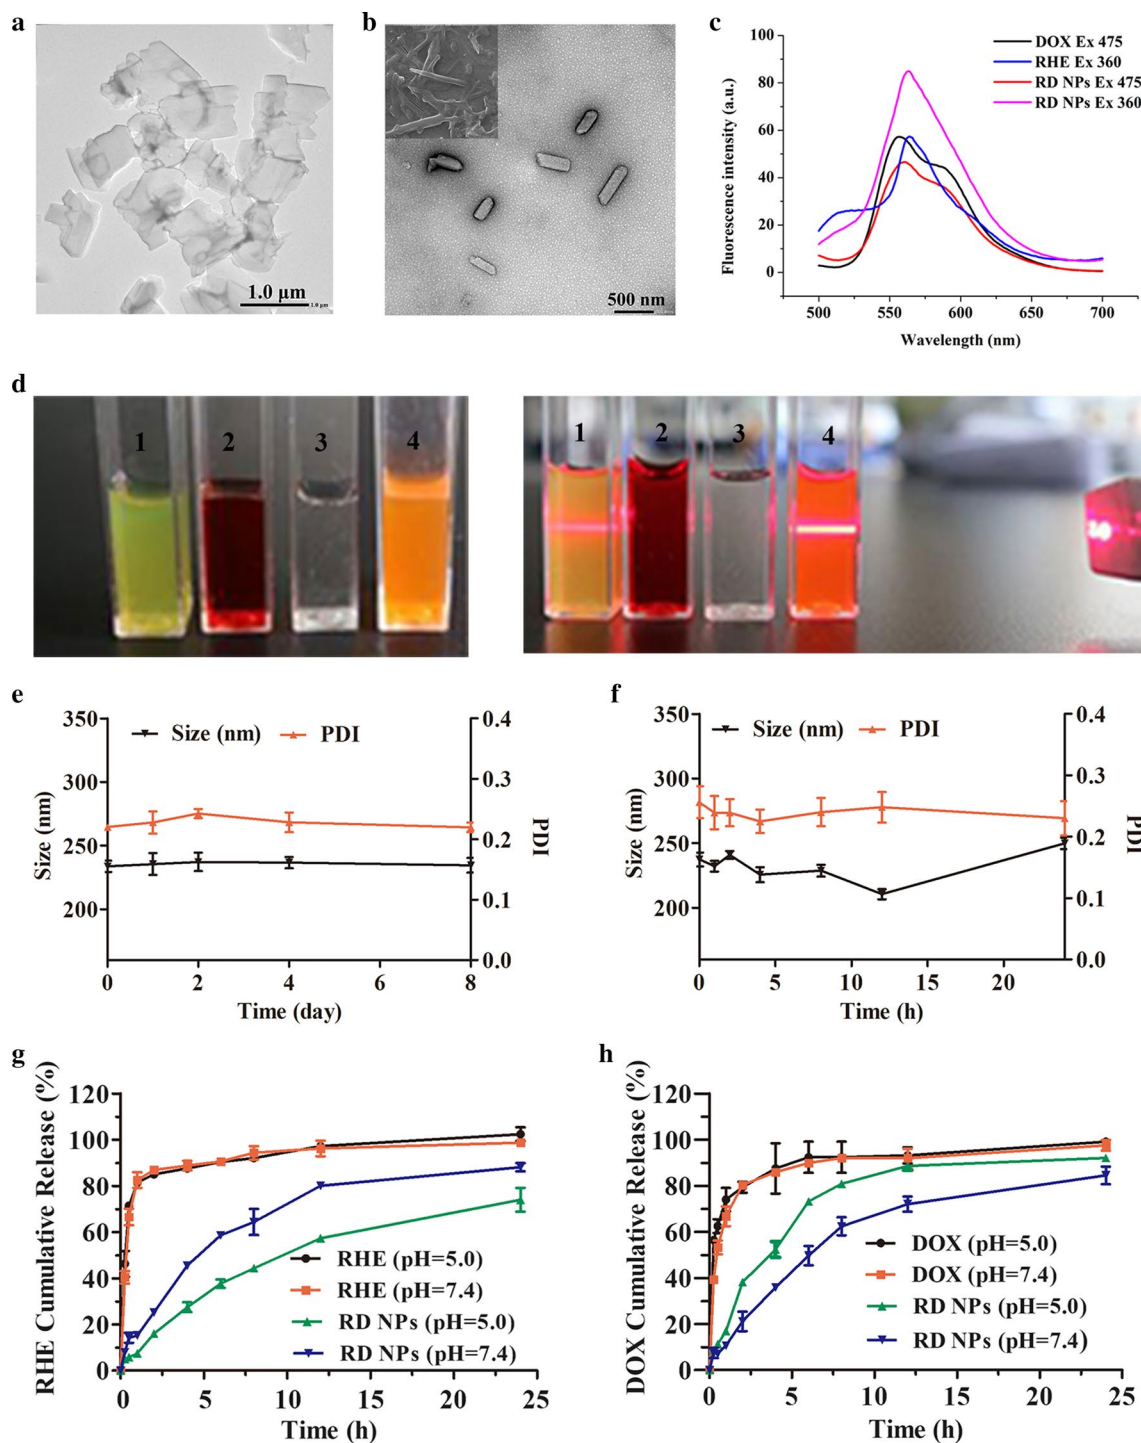 a
b
c
1.0 μm
1.0 μm
500 nm
Fluorescence intensity (a.u.)
100
80
60
40
20
0
500
550
600
650
700
Wavelength (nm)
DOX Ex 475
RHE Ex 360
RD NPs Ex 475
RD NPs Ex 360
d
1 2 3 4
1 2 3 4
e
Size (nm)
350
300
250
200
Size (nm) PDI
0.4
0.3
0.2
0.1
0.0
PDI
0 2 4 6 8
Time (day)
f
Size (nm)
350
300
250
200
Size (nm) PDI
0.4
0.3
0.2
0.1
0.0
PDI
0 5 10 15 20
Time (h)
g
RHE Cumulative Release (%)
120
100
80
60
40
20
0
RHE (pH=5.0)
RHE (pH=7.4)
RD NPs (pH=5.0)
RD NPs (pH=7.4)
0 5 10 15 20 25
Time (h)
h
DOX Cumulative Release (%)
120
100
80
60
40
20
0
DOX (pH=5.0)
DOX (pH=7.4)
RD NPs (pH=5.0)
RD NPs (pH=7.4)
0 5 10 15 20 25
Time (h)